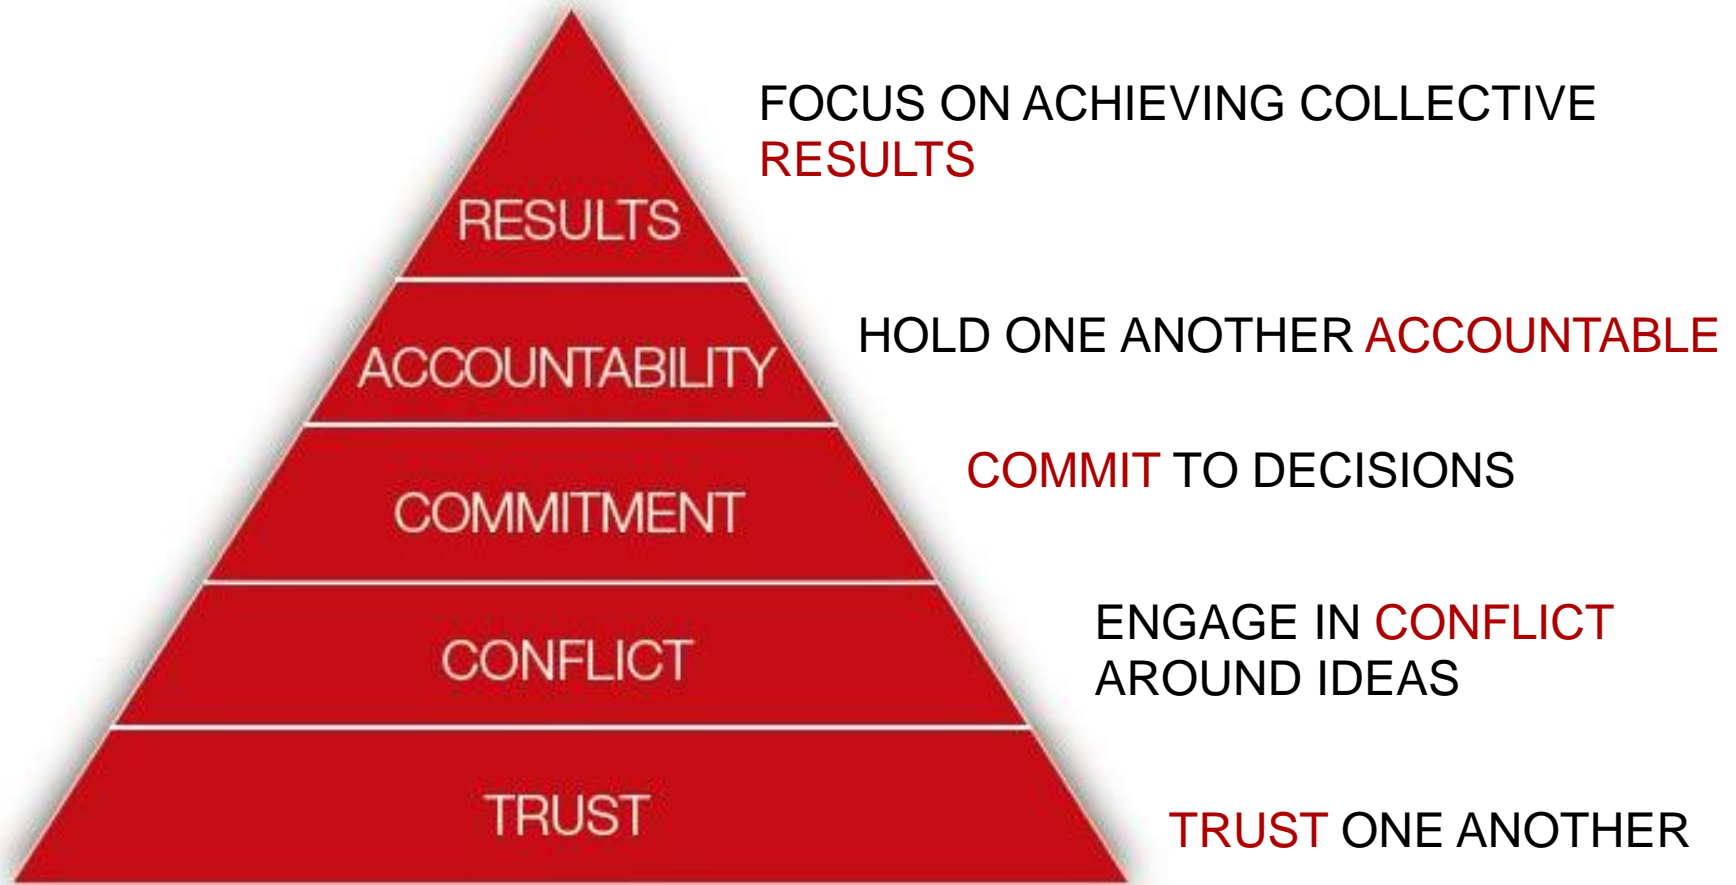 FOCUS ON ACHIEVING COLLECTIVE
RESULTS
RESULTS
HOLD ONE ANOTHER ACCOUNTABLE
ACCOUNTABILITY
COMMIT TO DECISIONS
COMMITMENT
ENGAGE IN CONFLICT
AROUND IDEAS
CONFLICT
TRUST
TRUST ONE ANOTHER